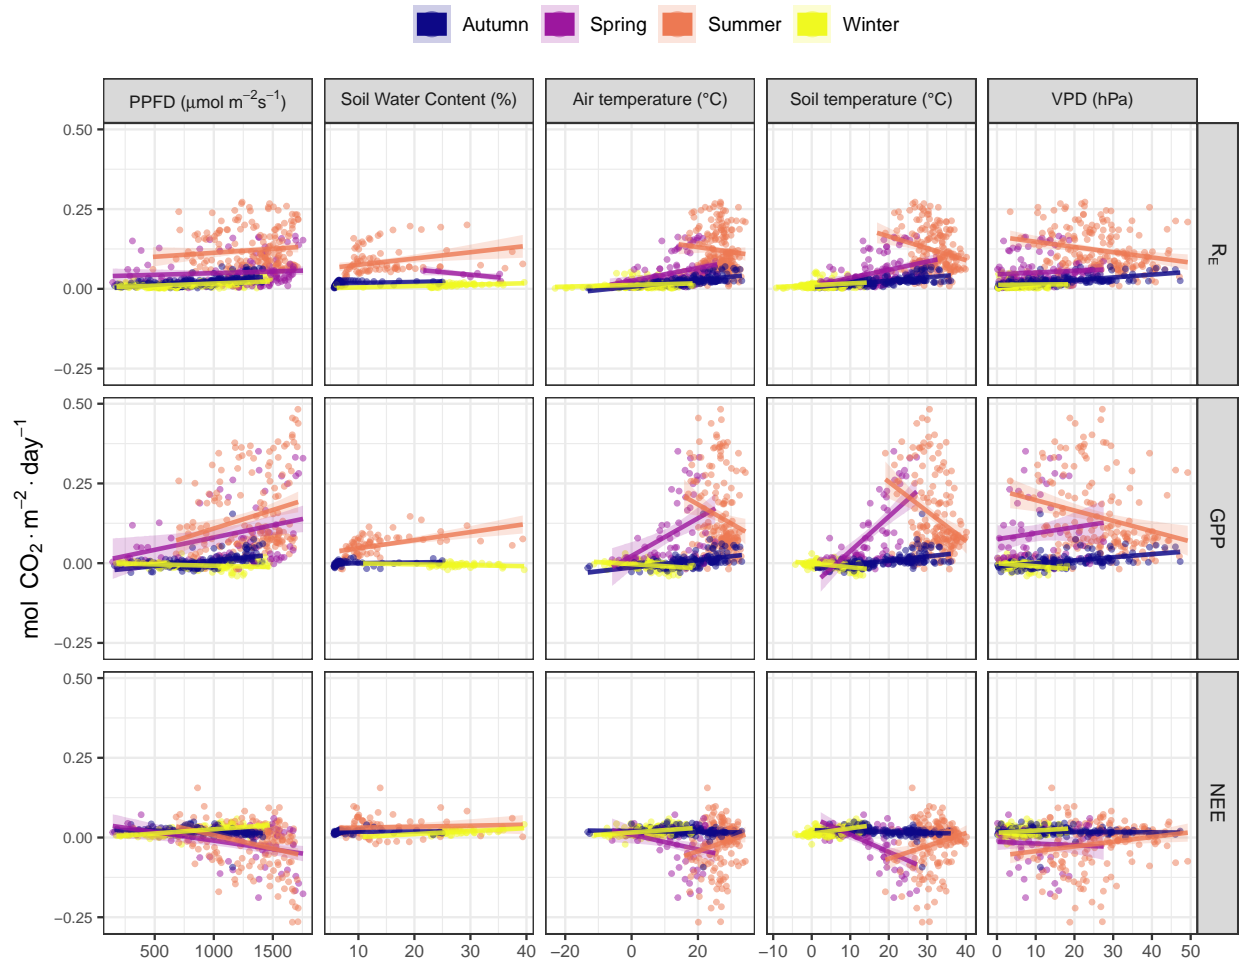 Autumn Spring Summer Winter
PPFD (μmol m⁻²s⁻¹) Soil Water Content (%) Air temperature (°C) Soil temperature (°C) VPD (hPa)
0.50
0.25
0.00
−0.25
R_E
0.50
0.25
0.00
−0.25
GPP
0.50
0.25
0.00
−0.25
NEE
mol CO₂ · m⁻² · day⁻¹
500 1000 1500 10 20 30 40 −20 0 20 −10 0 10 20 30 40 0 10 20 30 40 50